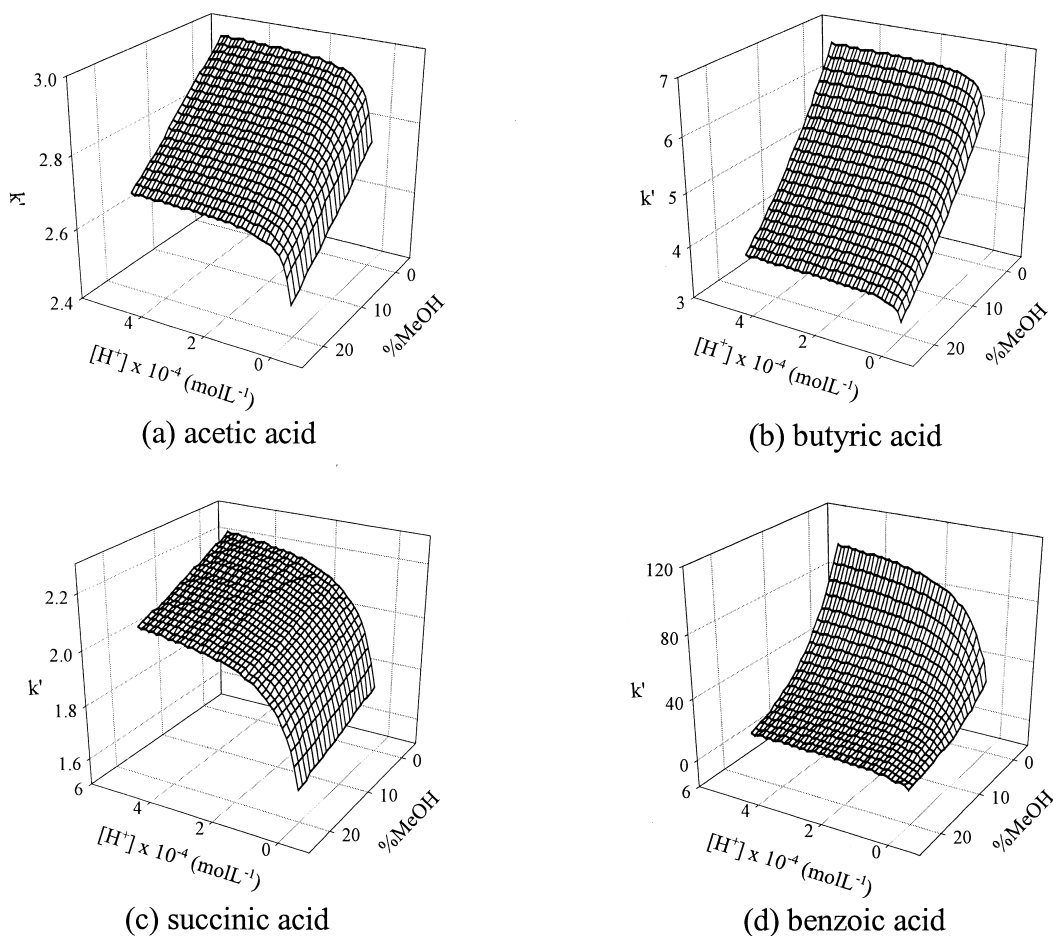 3.0
2.8
k'
2.6
2.4
4
2
0
[H⁺] x 10⁻⁴ (molL⁻¹)
0
10
20
%MeOH
(a) acetic acid
7
6
5
k'
4
3
4
2
0
[H⁺] x 10⁻⁴ (molL⁻¹)
0
10
20
%MeOH
(b) butyric acid
2.2
2.0
k'
1.8
1.6
6
4
2
0
[H⁺] x 10⁻⁴ (molL⁻¹)
0
10
20
%MeOH
(c) succinic acid
120
80
k'
40
0
6
4
2
0
[H⁺] x 10⁻⁴ (molL⁻¹)
0
10
20
%MeOH
(d) benzoic acid